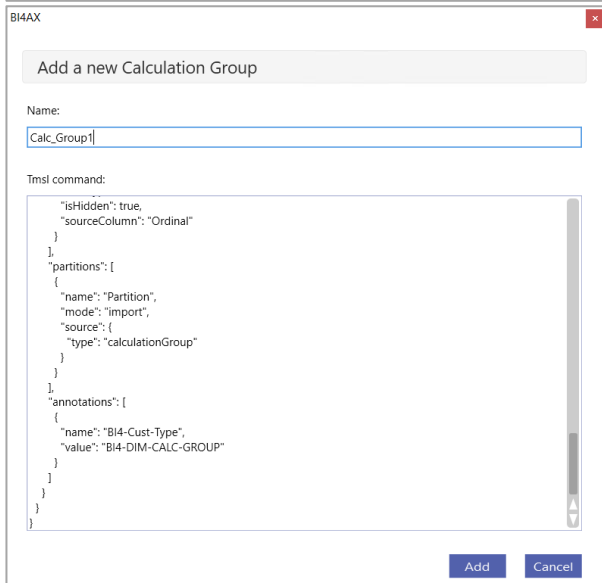 BI4AX
Add a new Calculation Group
Name:
Calc_Group1
Tmsl command:
"isHidden": true,
"sourceColumn": "Ordinal"
}
],
"partitions": [
{
"name": "Partition",
"mode": "import",
"source": {
"type": "calculationGroup"
}
}
],
"annotations": [
{
"name": "BI4-Cust-Type",
"value": "BI4-DIM-CALC-GROUP"
}
]
}
}
}
Add Cancel